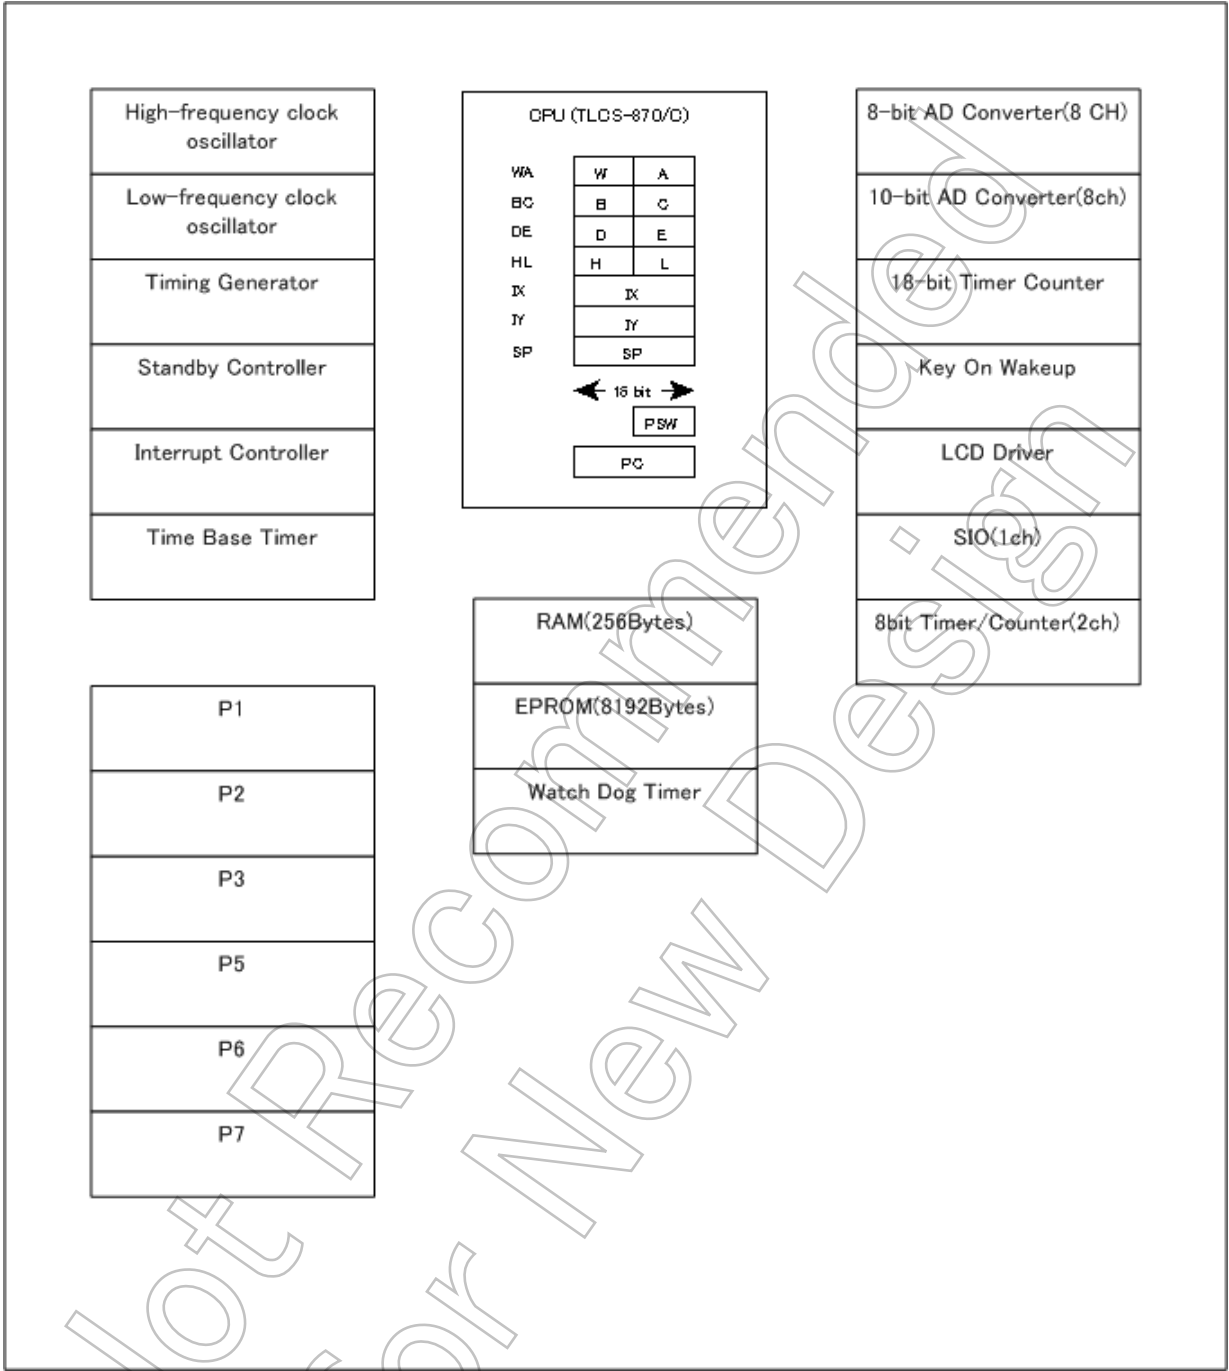 High-frequency clock
oscillator
Low-frequency clock
oscillator
Timing Generator
Standby Controller
Interrupt Controller
Time Base Timer
P1
P2
P3
P5
P6
P7
CPU (TLCS-870/C)
WA W A
BC B C
DE D E
HL H L
IX IX
IY IY
SP SP
16 bit
PSW
PC
RAM(256Bytes)
EPROM(8192Bytes)
Watch Dog Timer
8-bit AD Converter(8 CH)
10-bit AD Converter(8ch)
18-bit Timer Counter
Key On Wakeup
LCD Driver
SIO(1ch)
8bit Timer/Counter(2ch)
Not Recommended
for New Design